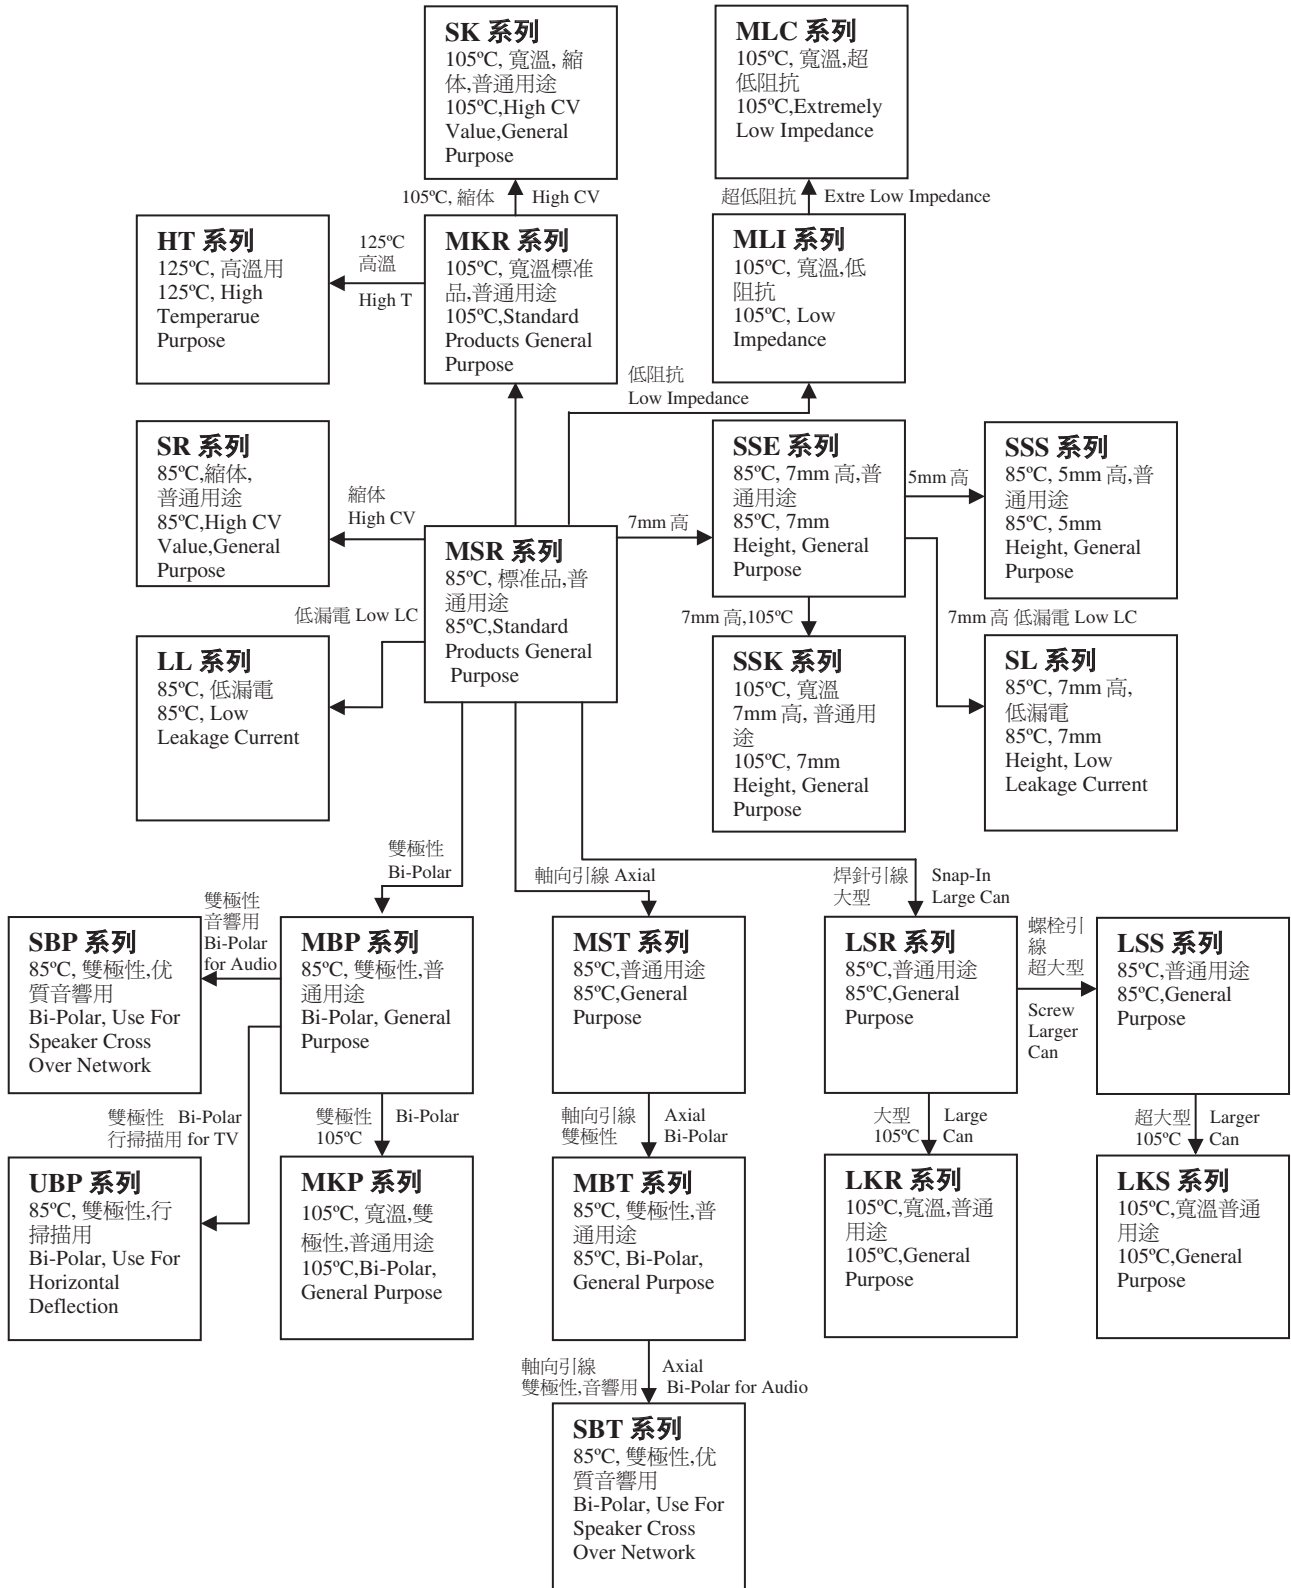 SK 系列
105ºC, 寬溫, 縮
体,普通用途
105ºC,High CV
Value,General
Purpose
MLC 系列
105ºC, 寬溫,超
低阻抗
105ºC,Extremely
Low Impedance
105ºC, 縮体 High CV
超低阻抗 Extre Low Impedance
HT 系列
125ºC, 高溫用
125ºC, High
Temperarue
Purpose
125ºC
高溫
High T
MKR 系列
105ºC, 寬溫標准
品,普通用途
105ºC,Standard
Products General
Purpose
MLI 系列
105ºC, 寬溫,低
阻抗
105ºC, Low
Impedance
低阻抗
Low Impedance
SR 系列
85ºC,縮体,
普通用途
85ºC,High CV
Value,General
Purpose
縮体
High CV
MSR 系列
85ºC, 標准品,普
通用途
85ºC,Standard
Products General
Purpose
7mm 高
SSE 系列
85ºC, 7mm 高,普
通用途
85ºC, 7mm
Height, General
Purpose
5mm 高
SSS 系列
85ºC, 5mm 高,普
通用途
85ºC, 5mm
Height, General
Purpose
低漏電 Low LC
7mm 高,105ºC
7mm 高 低漏電 Low LC
LL 系列
85ºC, 低漏電
85ºC, Low
Leakage Current
SSK 系列
105ºC, 寬溫
7mm 高, 普通用
途
105ºC, 7mm
Height, General
Purpose
SL 系列
85ºC, 7mm 高,
低漏電
85ºC, 7mm
Height, Low
Leakage Current
雙極性
Bi-Polar
軸向引線 Axial
焊針引線 Snap-In
大型 Large Can
雙極性
音響用
Bi-Polar
for Audio
SBP 系列
85ºC, 雙極性,优
質音響用
Bi-Polar, Use For
Speaker Cross
Over Network
MBP 系列
85ºC, 雙極性,普
通用途
Bi-Polar, General
Purpose
MST 系列
85ºC,普通用途
85ºC,General
Purpose
LSR 系列
85ºC,普通用途
85ºC,General
Purpose
螺栓引
線
超大型
Screw
Larger
Can
LSS 系列
85ºC,普通用途
85ºC,General
Purpose
雙極性 Bi-Polar
行掃描用 for TV
雙極性 Bi-Polar
105ºC
軸向引線 Axial
雙極性 Bi-Polar
大型 Large
105ºC Can
超大型 Larger
105ºC Can
UBP 系列
85ºC, 雙極性,行
掃描用
Bi-Polar, Use For
Horizontal
Deflection
MKP 系列
105ºC, 寬溫,雙
極性,普通用途
105ºC,Bi-Polar,
General Purpose
MBT 系列
85ºC, 雙極性,普
通用途
85ºC, Bi-Polar,
General Purpose
LKR 系列
105ºC,寬溫,普通
用途
105ºC,General
Purpose
LKS 系列
105ºC,寬溫普通
用途
105ºC,General
Purpose
軸向引線 Axial
雙極性,音響用 Bi-Polar for Audio
SBT 系列
85ºC, 雙極性,优
質音響用
Bi-Polar, Use For
Speaker Cross
Over Network